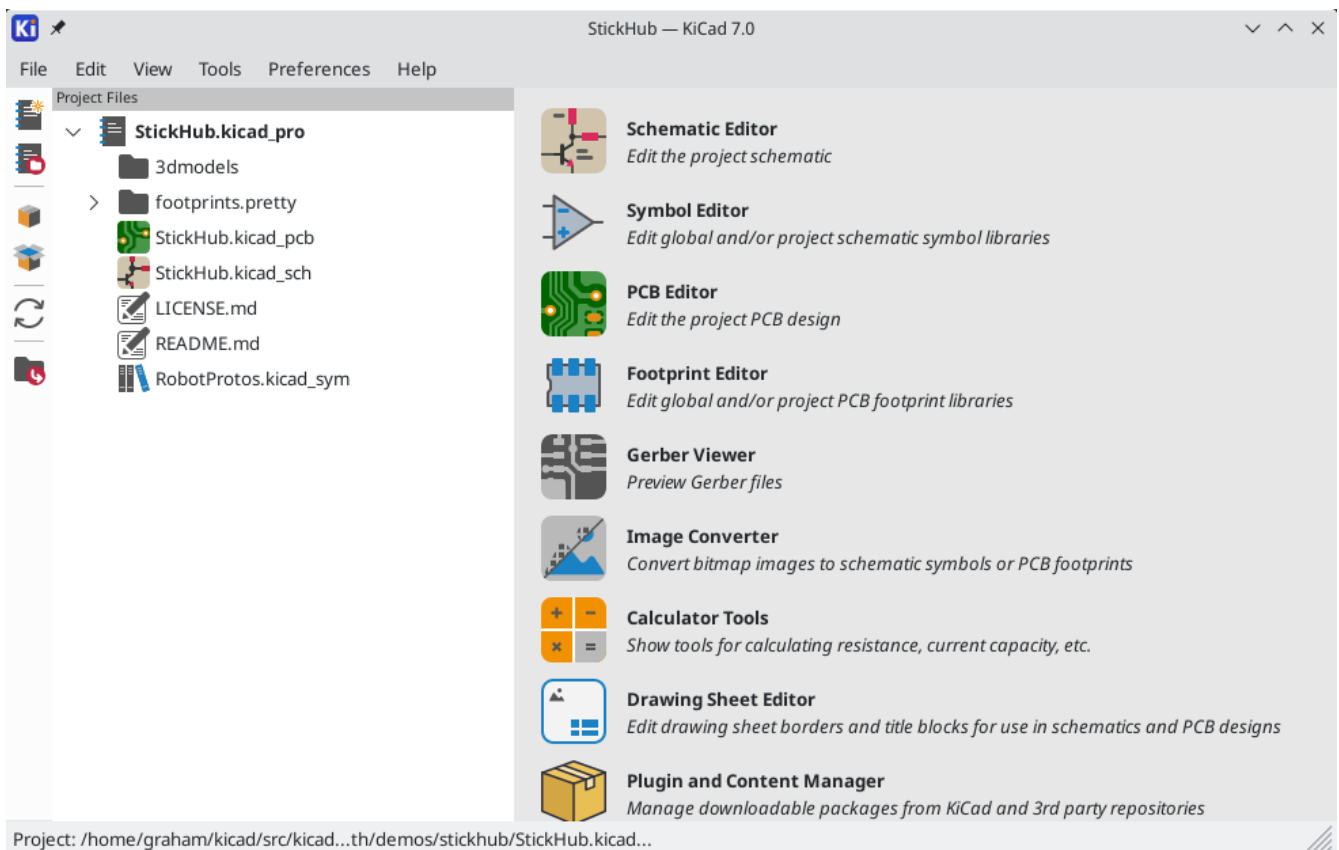 Ki StickHub — KiCad 7.0
File Edit View Tools Preferences Help
Project Files
StickHub.kicad_pro
3dmodels
footprints.pretty
StickHub.kicad_pcb
StickHub.kicad_sch
LICENSE.md
README.md
RobotProtos.kicad_sym
Schematic Editor
Edit the project schematic
Symbol Editor
Edit global and/or project schematic symbol libraries
PCB Editor
Edit the project PCB design
Footprint Editor
Edit global and/or project PCB footprint libraries
Gerber Viewer
Preview Gerber files
Image Converter
Convert bitmap images to schematic symbols or PCB footprints
Calculator Tools
Show tools for calculating resistance, current capacity, etc.
Drawing Sheet Editor
Edit drawing sheet borders and title blocks for use in schematics and PCB designs
Plugin and Content Manager
Manage downloadable packages from KiCad and 3rd party repositories
Project: /home/graham/kicad/src/kicad...th/demos/stickhub/StickHub.kicad...